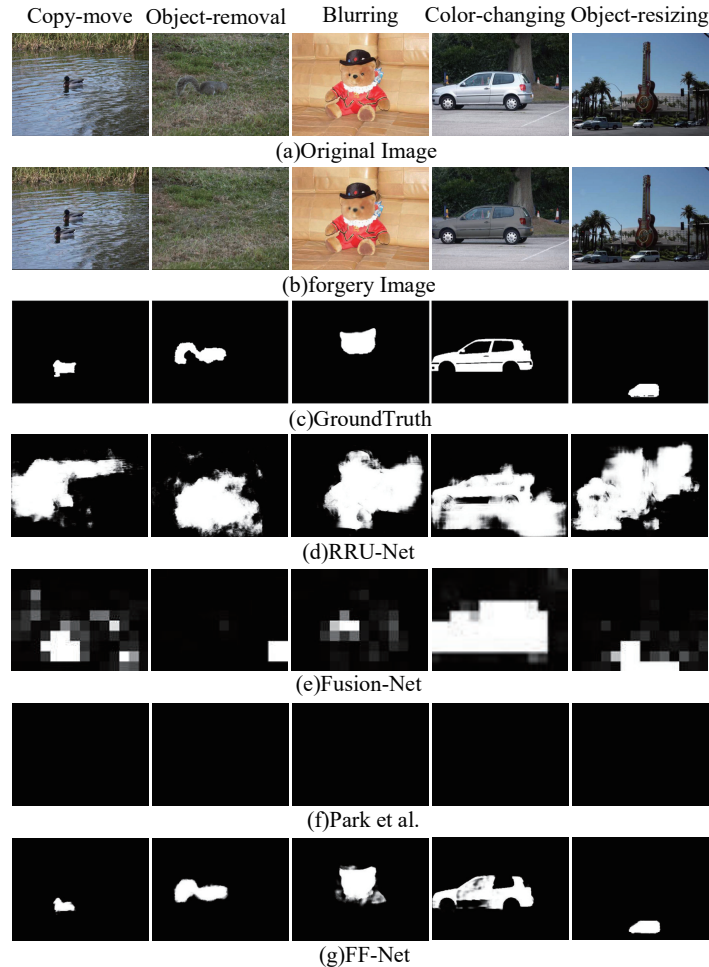 Copy-move Object-removal Blurring Color-changing Object-resizing
(a)Original Image
(b)forgery Image
(c)GroundTruth
(d)RRU-Net
(e)Fusion-Net
(f)Park et al.
(g)FF-Net